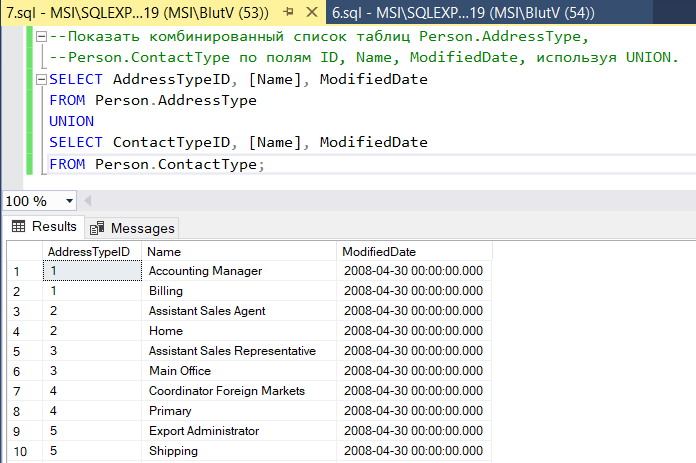 7.sql - MSI\SQLEXP...19 (MSI\BlutV (53)) 6.sql - MSI\SQLEXP...19 (MSI\BlutV (54))
--Показать комбинированный список таблиц Person.AddressType,
--Person.ContactType по полям ID, Name, ModifiedDate, используя UNION.
SELECT AddressTypeID, [Name], ModifiedDate
FROM Person.AddressType
UNION
SELECT ContactTypeID, [Name], ModifiedDate
FROM Person.ContactType;
100 %
Results Messages
AddressTypeID Name ModifiedDate
1 1 Accounting Manager 2008-04-30 00:00:00.000
2 1 Billing 2008-04-30 00:00:00.000
3 2 Assistant Sales Agent 2008-04-30 00:00:00.000
4 2 Home 2008-04-30 00:00:00.000
5 3 Assistant Sales Representative 2008-04-30 00:00:00.000
6 3 Main Office 2008-04-30 00:00:00.000
7 4 Coordinator Foreign Markets 2008-04-30 00:00:00.000
8 4 Primary 2008-04-30 00:00:00.000
9 5 Export Administrator 2008-04-30 00:00:00.000
10 5 Shipping 2008-04-30 00:00:00.000